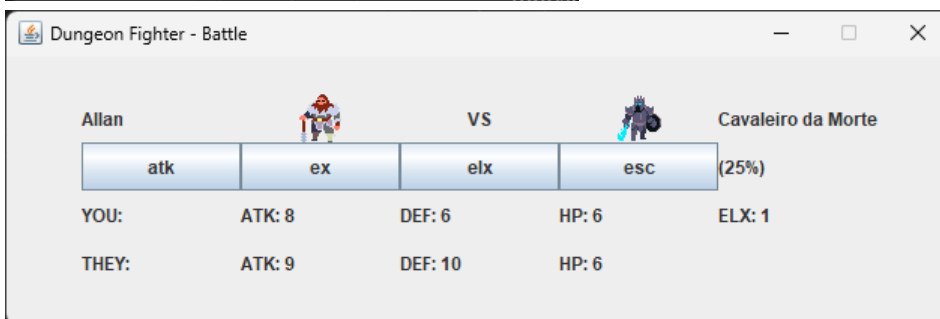 Dungeon Fighter - Battle
Allan VS Cavaleiro da Morte
atk ex elx esc (25%)
YOU: ATK: 8 DEF: 6 HP: 6 ELX: 1
THEY: ATK: 9 DEF: 10 HP: 6